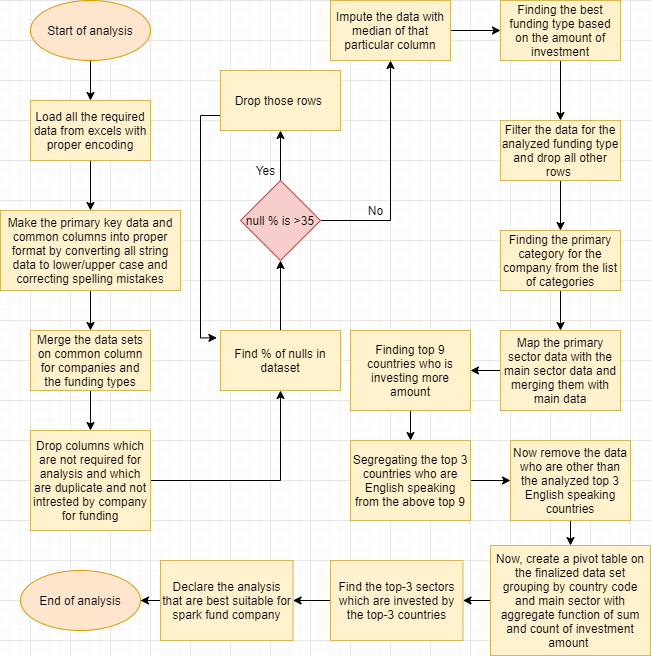 Start of analysis
Load all the required
data from excels with
proper encoding
Make the primary key data and
common columns into proper
format by converting all string
data to lower/upper case and
correcting spelling mistakes
Merge the data sets
on common column
for companies and
the funding types
Drop columns which
are not required for
analysis and which
are duplicate and not
intrested by company
for funding
Find % of nulls in
dataset
null % is >35
Yes
Drop those rows
No
Impute the data with
median of that
particular column
Finding the best
funding type based
on the amount of
investment
Filter the data for the
analyzed funding type
and drop all other
rows
Finding the primary
category for the
company from the list
of categories
Map the primary
sector data with the
main sector data and
merging them with
main data
Finding top 9
countries who is
investing more
amount
Segregating the top 3
countries who are
English speaking
from the above top 9
Now remove the data
who are other than
the analyzed top 3
English speaking
countries
Now, create a pivot table on
the finalized data set
grouping by country code
and main sector with
aggregate function of sum
and count of investment
amount
Find the top-3 sectors
which are invested by
the top-3 countries
Declare the analysis
that are best suitable for
spark fund company
End of analysis